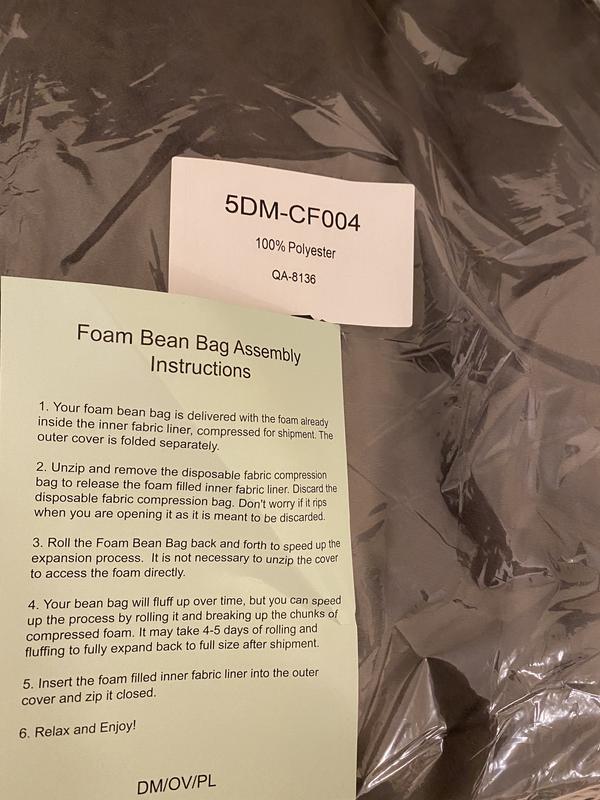 5DM-CF004
100% Polyester
QA-8136
Foam Bean Bag Assembly
Instructions
1. Your foam bean bag is delivered with the foam already
inside the inner fabric liner, compressed for shipment. The
outer cover is folded separately.
2. Unzip and remove the disposable fabric compression
bag to release the foam filled inner fabric liner. Discard the
disposable fabric compression bag. Don't worry if it rips
when you are opening it as it is meant to be discarded.
3. Roll the Foam Bean Bag back and forth to speed up the
expansion process. It is not necessary to unzip the cover
to access the foam directly.
4. Your bean bag will fluff up over time, but you can speed
up the process by rolling it and breaking up the chunks of
compressed foam. It may take 4-5 days of rolling and
fluffing to fully expand back to full size after shipment.
5. Insert the foam filled inner fabric liner into the outer
cover and zip it closed.
6. Relax and Enjoy!
DM/OV/PL